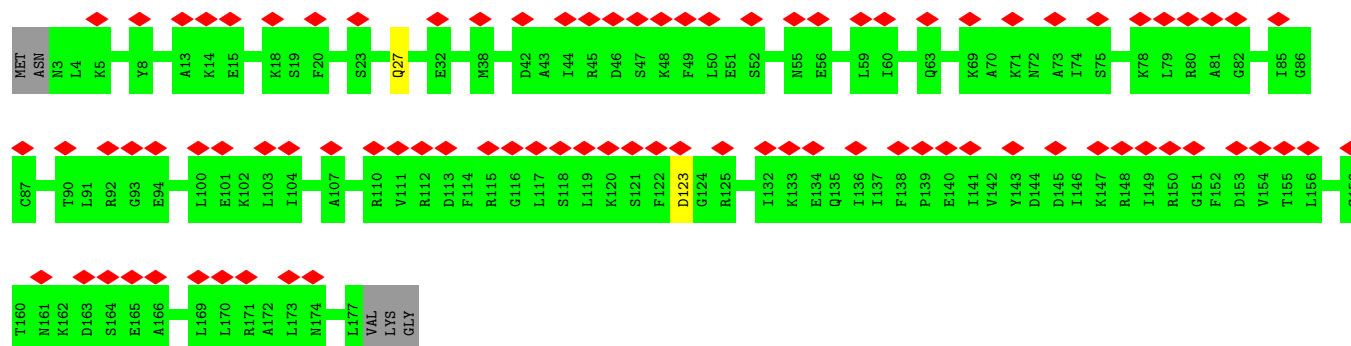 MET ASN N3 L4 K5 Y8 A13 K14 E15 K18 S19 F20 S23 Q27 E32 M38 D42 A43 I44 R45 D46 S47 K48 F49 L50 E51 S52 N55 E56 L59 I60 Q63 K69 A70 K71 N72 A73 I74 S75 K78 L79 R80 A81 G82 I85 G86
C87 T90 L91 R92 G93 E94 L100 E101 K102 L103 I104 A107 R110 V111 R112 D113 F114 R115 G116 L117 S118 L119 K120 S121 F122 D123 G124 R125 I132 K133 E134 Q135 I136 I137 F138 P139 E140 I141 V142 Y143 D144 D145 I146 K147 R148 I149 R150 G151 F152 D153 V154 T155 L156
T160 N161 K162 D163 S164 E165 A166 L169 L170 R171 A172 L173 N174 L177 VAL LYS GLY